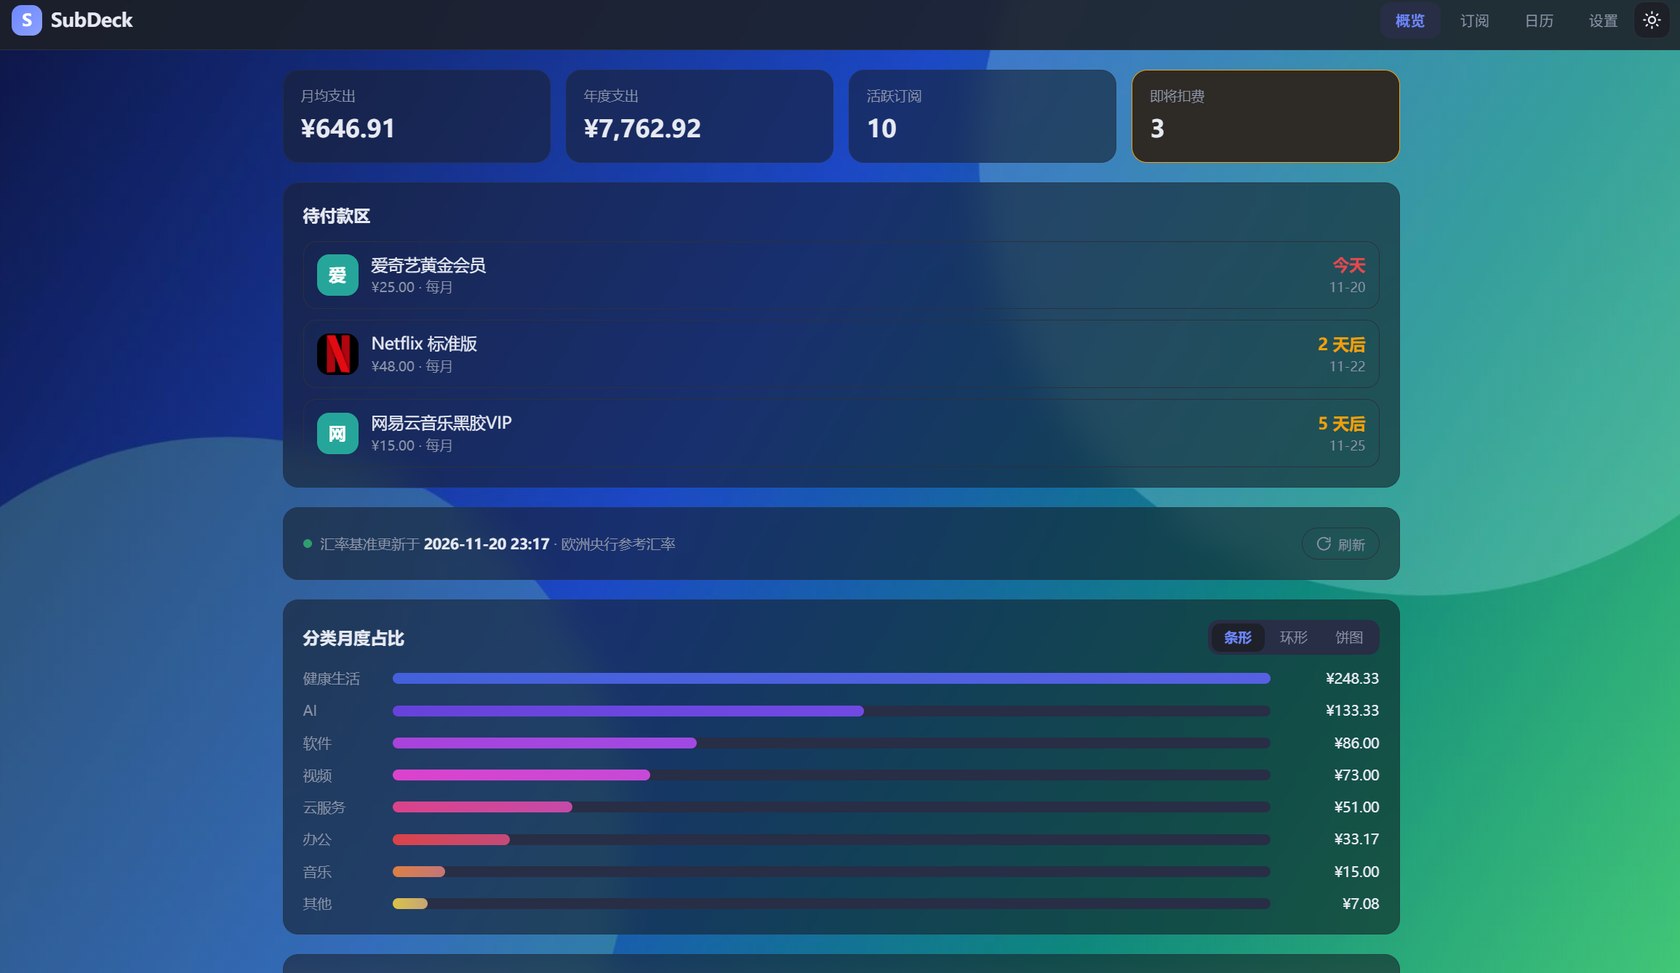 S SubDeck
概览 订阅 日历 设置
月均支出
¥646.91
年度支出
¥7,762.92
活跃订阅
10
即将扣费
3
待付款区
爱
爱奇艺黄金会员
¥25.00 · 每月
今天
11-20
N
Netflix 标准版
¥48.00 · 每月
2 天后
11-22
网
网易云音乐黑胶VIP
¥15.00 · 每月
5 天后
11-25
汇率基准更新于 2026-11-20 23:17 · 欧洲央行参考汇率
刷新
分类月度占比
条形 环形 饼图
健康生活 ¥248.33
AI ¥133.33
软件 ¥86.00
视频 ¥73.00
云服务 ¥51.00
办公 ¥33.17
音乐 ¥15.00
其他 ¥7.08